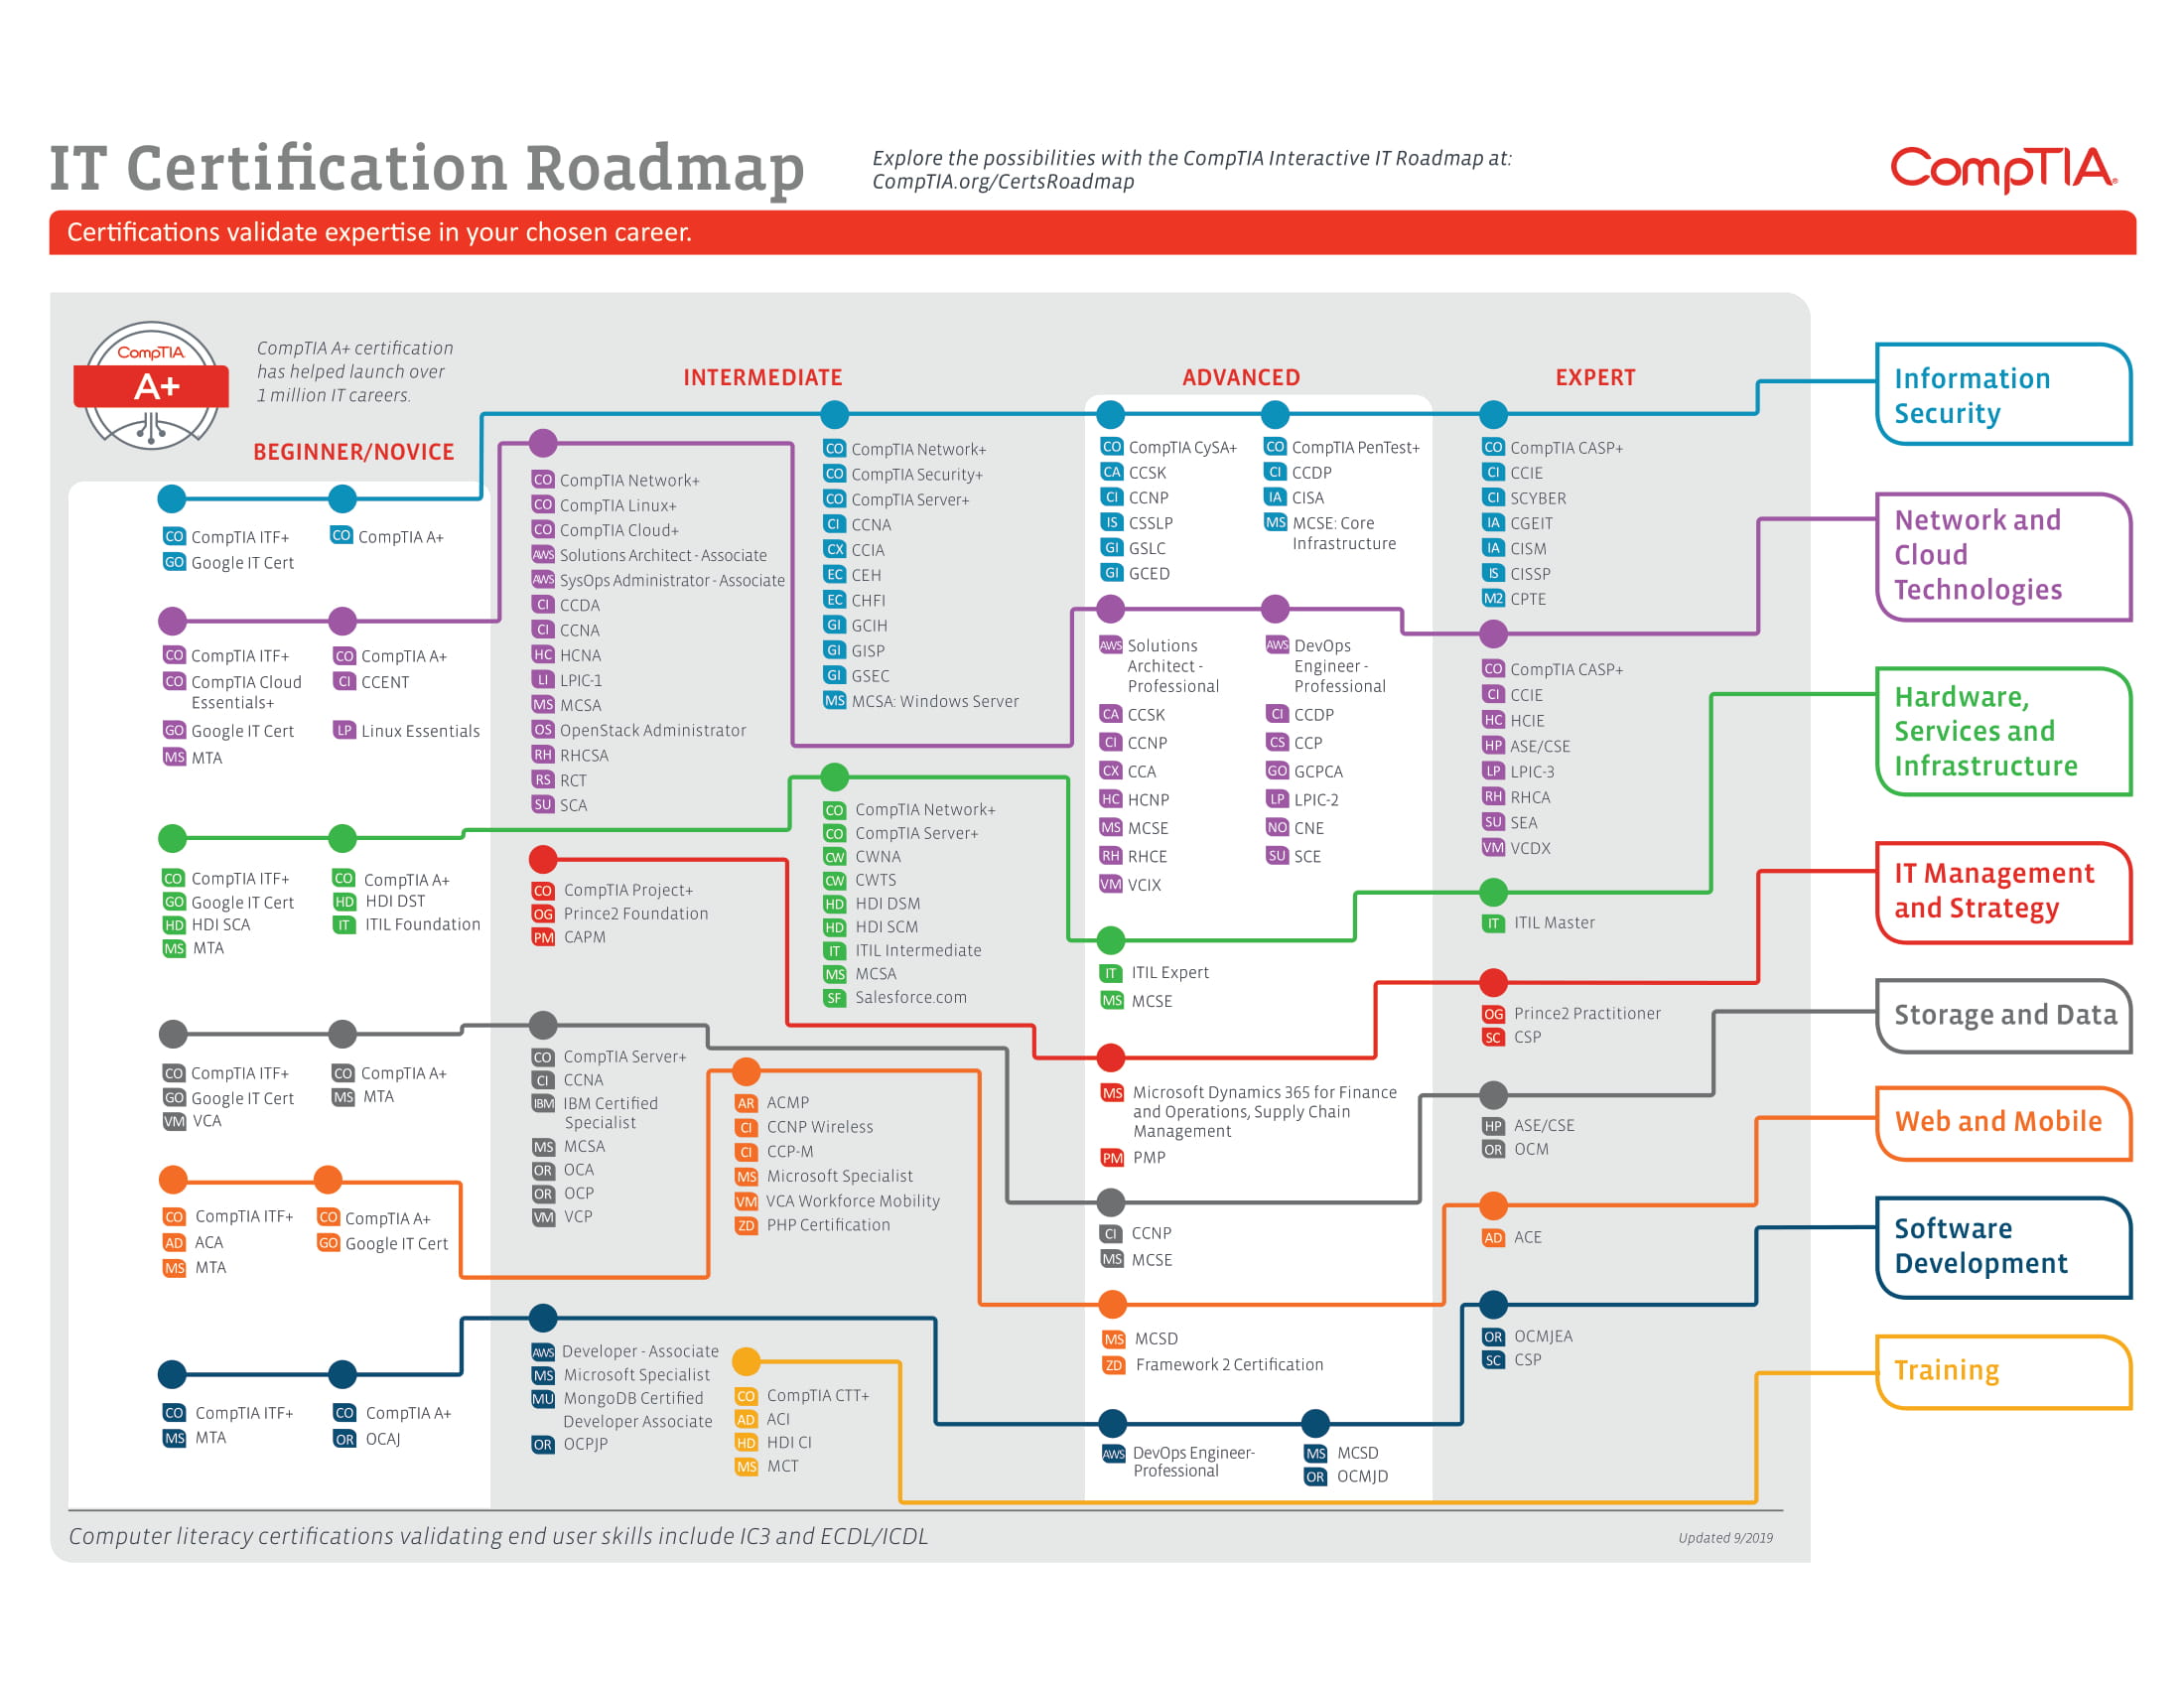 IT Certification Roadmap
Explore the possibilities with the CompTIA Interactive IT Roadmap at:
CompTIA.org/CertsRoadmap
CompTIA.
Certifications validate expertise in your chosen career.
CompTIA
A+
CompTIA A+ certification
has helped launch over
1 million IT careers.
BEGINNER/NOVICE
INTERMEDIATE
ADVANCED
EXPERT
CO CompTIA ITF+
GO Google IT Cert
CO CompTIA A+
CO CompTIA Network+
CO CompTIA Security+
CO CompTIA Server+
CI CCNA
CX CCIA
EC CEH
EC CHFI
GI GCIH
GI GISP
GI GSEC
MS MCSA: Windows Server
CO CompTIA CySA+
CA CCSK
CI CCNP
IS CSSLP
GI GSLC
GI GCED
CO CompTIA PenTest+
CI CCDP
IA CISA
MS MCSE: Core
Infrastructure
CO CompTIA CASP+
CI CCIE
CI SCYBER
IA CGEIT
IA CISM
IS CISSP
M2 CPTE
Information
Security
CO CompTIA ITF+
CO CompTIA Cloud
Essentials+
GO Google IT Cert
MS MTA
CO CompTIA A+
CI CCENT
LP Linux Essentials
CO CompTIA Network+
CO CompTIA Linux+
CO CompTIA Cloud+
AWS Solutions Architect - Associate
AWS SysOps Administrator - Associate
CI CCDA
CI CCNA
HC HCNA
LI LPIC-1
MS MCSA
OS OpenStack Administrator
RH RHCSA
RS RCT
SU SCA
AWS Solutions
Architect -
Professional
CA CCSK
CI CCNP
CX CCA
HC HCNP
MS MCSE
RH RHCE
VM VCIX
AWS DevOps
Engineer -
Professional
CI CCDP
CS CCP
GO GCPCA
LP LPIC-2
NO CNE
SU SCE
CO CompTIA CASP+
CI CCIE
HC HCIE
HP ASE/CSE
LP LPIC-3
RH RHCA
SU SEA
VM VCDX
Network and
Cloud
Technologies
CO CompTIA ITF+
GO Google IT Cert
HD HDI SCA
MS MTA
CO CompTIA A+
HD HDI DST
IT ITIL Foundation
CO CompTIA Network+
CO CompTIA Server+
CW CWNA
CW CWTS
HD HDI DSM
HD HDI SCM
IT ITIL Intermediate
MS MCSA
SF Salesforce.com
IT ITIL Expert
MS MCSE
IT ITIL Master
Hardware,
Services and
Infrastructure
CO CompTIA Project+
OG Prince2 Foundation
PM CAPM
MS Microsoft Dynamics 365 for Finance
and Operations, Supply Chain
Management
PM PMP
OG Prince2 Practitioner
SC CSP
IT Management
and Strategy
CO CompTIA ITF+
GO Google IT Cert
VM VCA
CO CompTIA A+
MS MTA
CO CompTIA Server+
CI CCNA
IBM IBM Certified
Specialist
MS MCSA
OR OCA
OR OCP
VM VCP
CI CCNP
MS MCSE
HP ASE/CSE
OR OCM
Storage and Data
CO CompTIA ITF+
AD ACA
MS MTA
CO CompTIA A+
GO Google IT Cert
AR ACMP
CI CCNP Wireless
CI CCP-M
MS Microsoft Specialist
VM VCA Workforce Mobility
ZD PHP Certification
MS MCSD
ZD Framework 2 Certification
AD ACE
Web and Mobile
CO CompTIA ITF+
MS MTA
CO CompTIA A+
OR OCAJ
AWS Developer - Associate
MS Microsoft Specialist
MU MongoDB Certified
Developer Associate
OR OCPJP
AWS DevOps Engineer-
Professional
MS MCSD
OR OCMJD
OR OCMJEA
SC CSP
Software
Development
CO CompTIA CTT+
AD ACI
HD HDI CI
MS MCT
Training
Computer literacy certifications validating end user skills include IC3 and ECDL/ICDL
Updated 9/2019